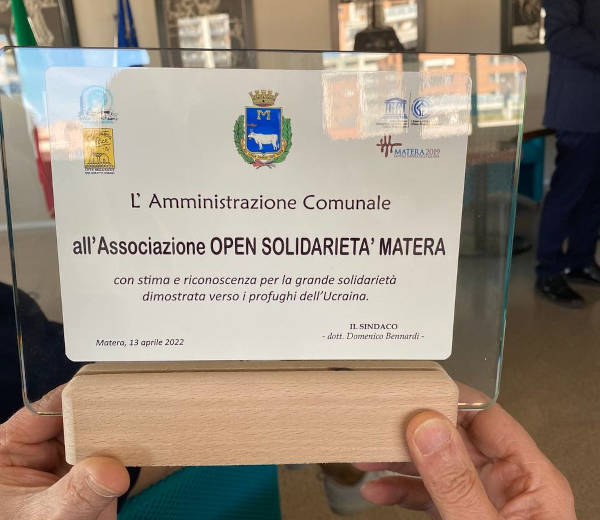 M
MATERA 2019
L' Amministrazione Comunale
all'Associazione OPEN SOLIDARIETA' MATERA
con stima e riconoscenza per la grande solidarietà
dimostrata verso i profughi dell'Ucraina.
Matera, 13 aprile 2022
IL SINDACO
- dott. Domenico Bennardi -